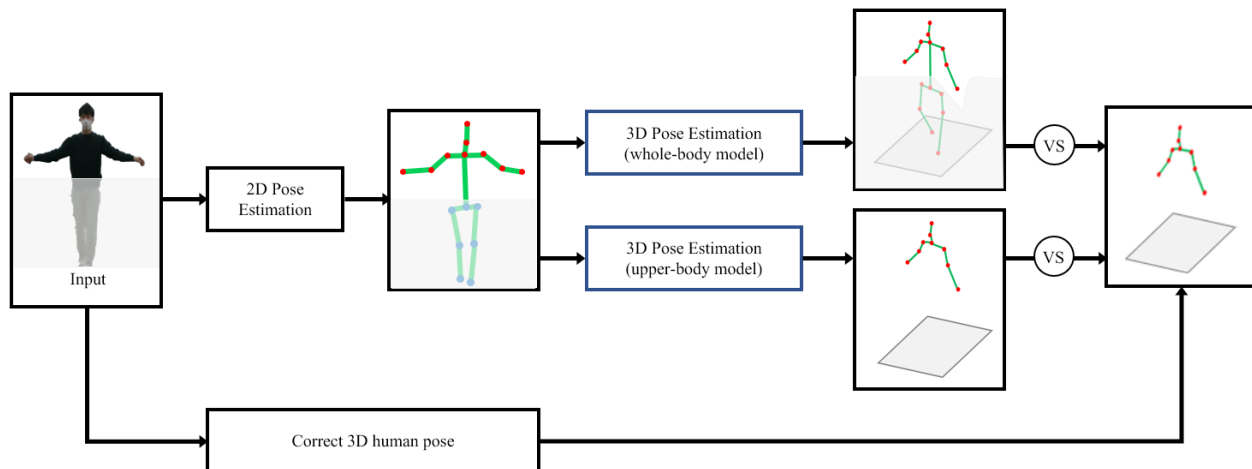 Input
2D Pose
Estimation
3D Pose Estimation
(whole-body model)
VS
3D Pose Estimation
(upper-body model)
VS
Correct 3D human pose